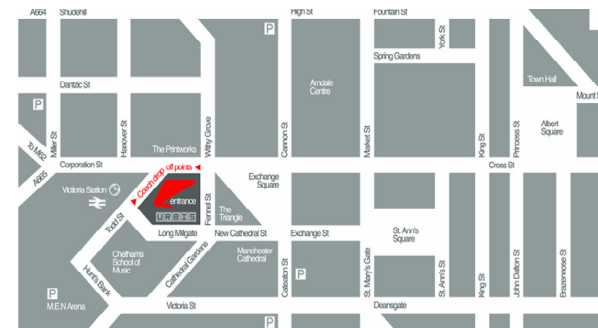 A664
Shudehill
High St
Fountain St
P
York St
Spring Gardens
Town Hall
Dantzic St
Arndale
Centre
Mount S
P
Albert
Square
To M62
Miller St
Hanover St
Withy Grove
Cannon St
Market St
King St
Princess St
The Printworks
Corporation St
Coach drop off points
Cross St
A665
Victoria Station
Exchange
Square
entrance
URBIS
Fennel St
The
Triangle
Todd St
Long Millgate
New Cathedral St
Exchange St
St. Ann's
Square
Chethams
School of
Music
Cathedral Gardens
Manchester
Cathedral
Hunt's Bank
Cateaton St
P
St. Mary's Gate
St. Ann's St
King St
John Dalton St
Brazennose St
P
M.E.N Arena
Victoria St
Deansgate
P